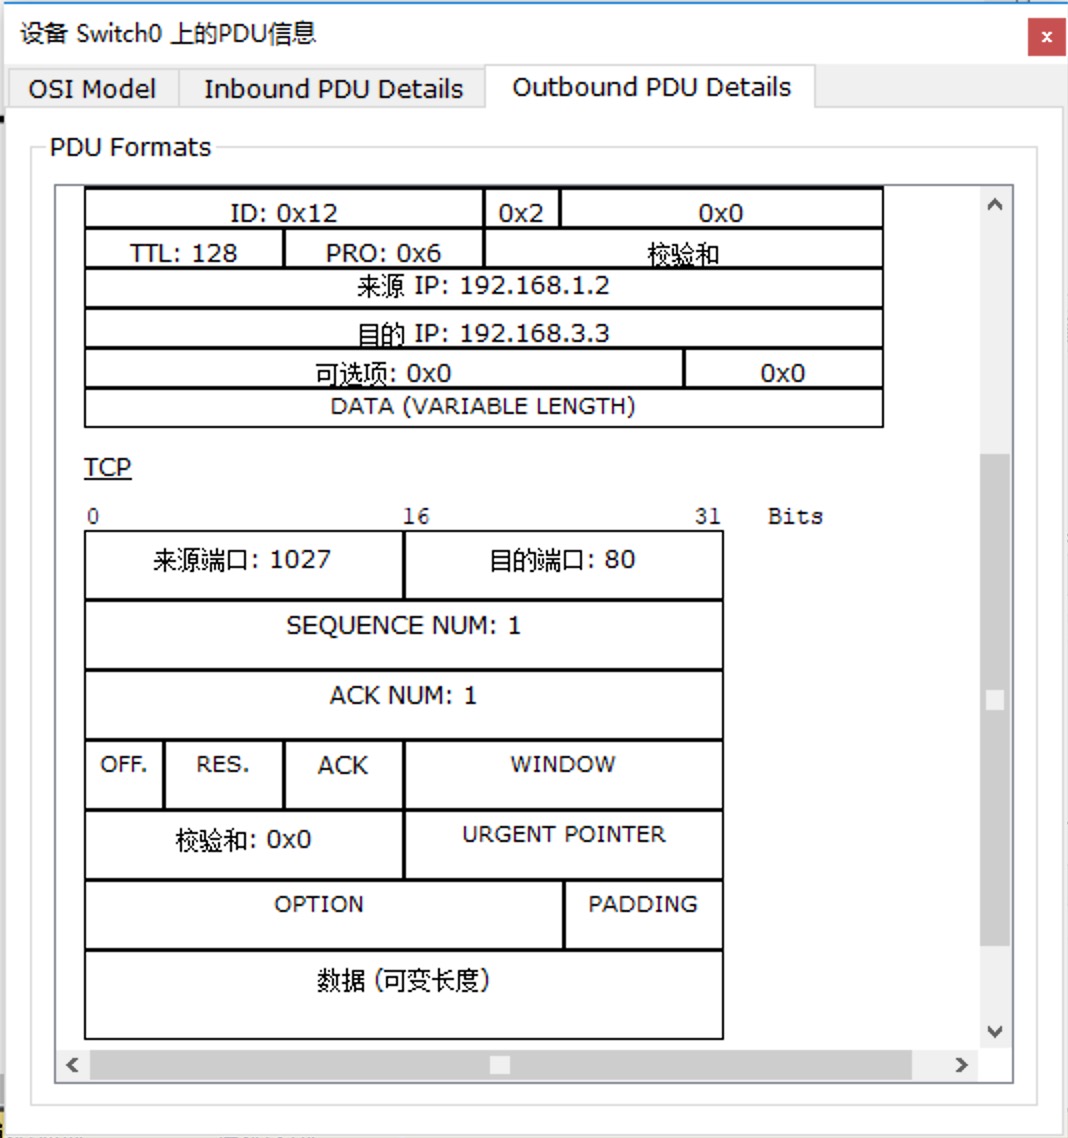 设备 Switch0 上的PDU信息
x
OSI Model Inbound PDU Details Outbound PDU Details
PDU Formats
ID: 0x12 0x2 0x0
TTL: 128 PRO: 0x6 校验和
来源 IP: 192.168.1.2
目的 IP: 192.168.3.3
可选项: 0x0 0x0
DATA (VARIABLE LENGTH)
TCP
0 16 31 Bits
来源端口: 1027 目的端口: 80
SEQUENCE NUM: 1
ACK NUM: 1
OFF. RES. ACK WINDOW
校验和: 0x0 URGENT POINTER
OPTION PADDING
数据 (可变长度)